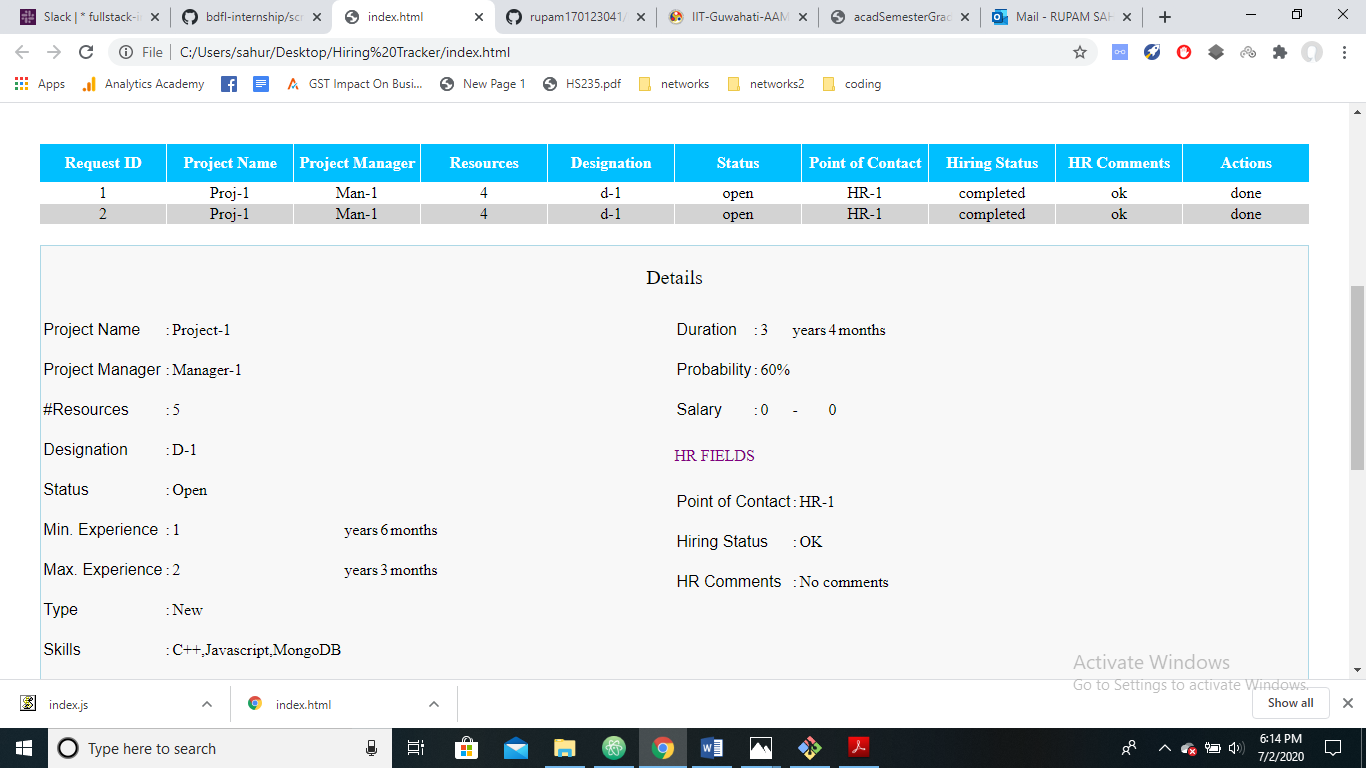 Slack | * fullstack-i
bdfl-internship/scr
index.html
rupam170123041/
IIT-Guwahati-AAM
acadSemesterGrad
Mail - RUPAM SAH
File
C:/Users/sahur/Desktop/Hiring%20Tracker/index.html
Apps
Analytics Academy
GST Impact On Busi...
New Page 1
HS235.pdf
networks
networks2
coding
Request ID Project Name Project Manager Resources Designation Status Point of Contact Hiring Status HR Comments Actions
1 Proj-1 Man-1 4 d-1 open HR-1 completed ok done
2 Proj-1 Man-1 4 d-1 open HR-1 completed ok done
Details
Project Name : Project-1
Project Manager : Manager-1
#Resources : 5
Designation : D-1
Status : Open
Min. Experience : 1 years 6 months
Max. Experience : 2 years 3 months
Type : New
Skills : C++,Javascript,MongoDB
Duration : 3 years 4 months
Probability : 60%
Salary : 0 - 0
HR FIELDS
Point of Contact : HR-1
Hiring Status : OK
HR Comments : No comments
Activate Windows
Go to Settings to activate Windows.
index.js
index.html
Show all
Type here to search
6:14 PM
7/2/2020